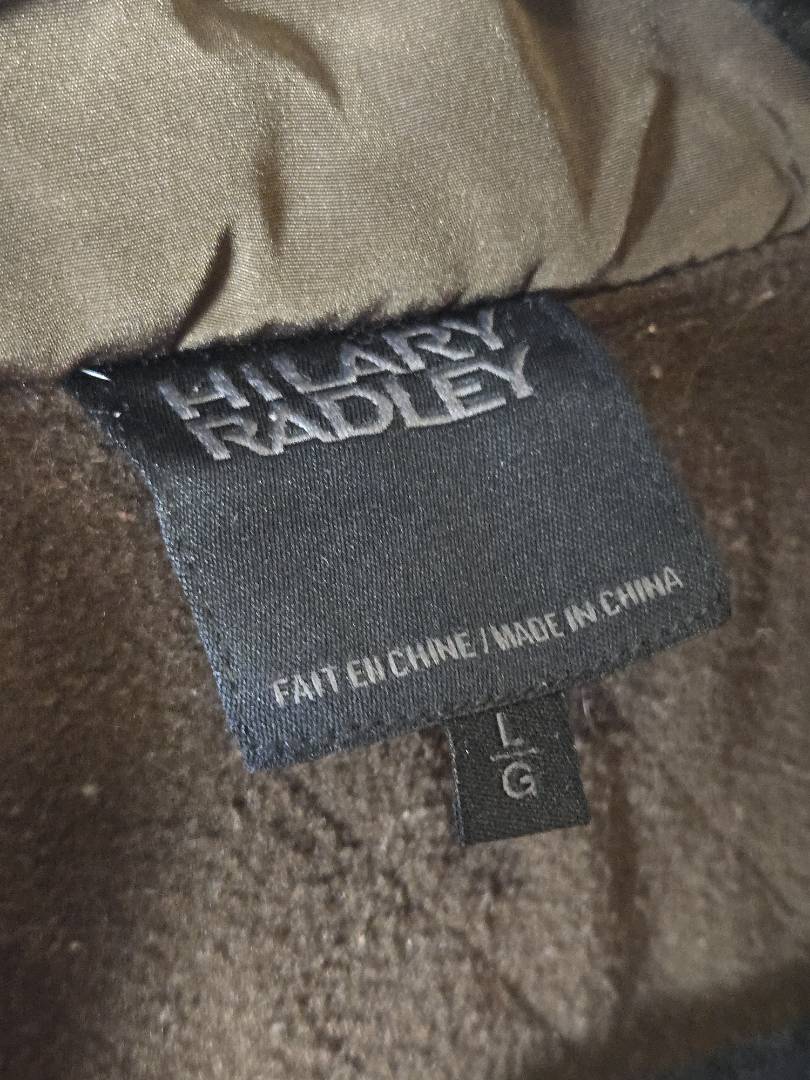 HILARY
RADLEY
FAIT EN CHINE / MADE IN CHINA
L
G